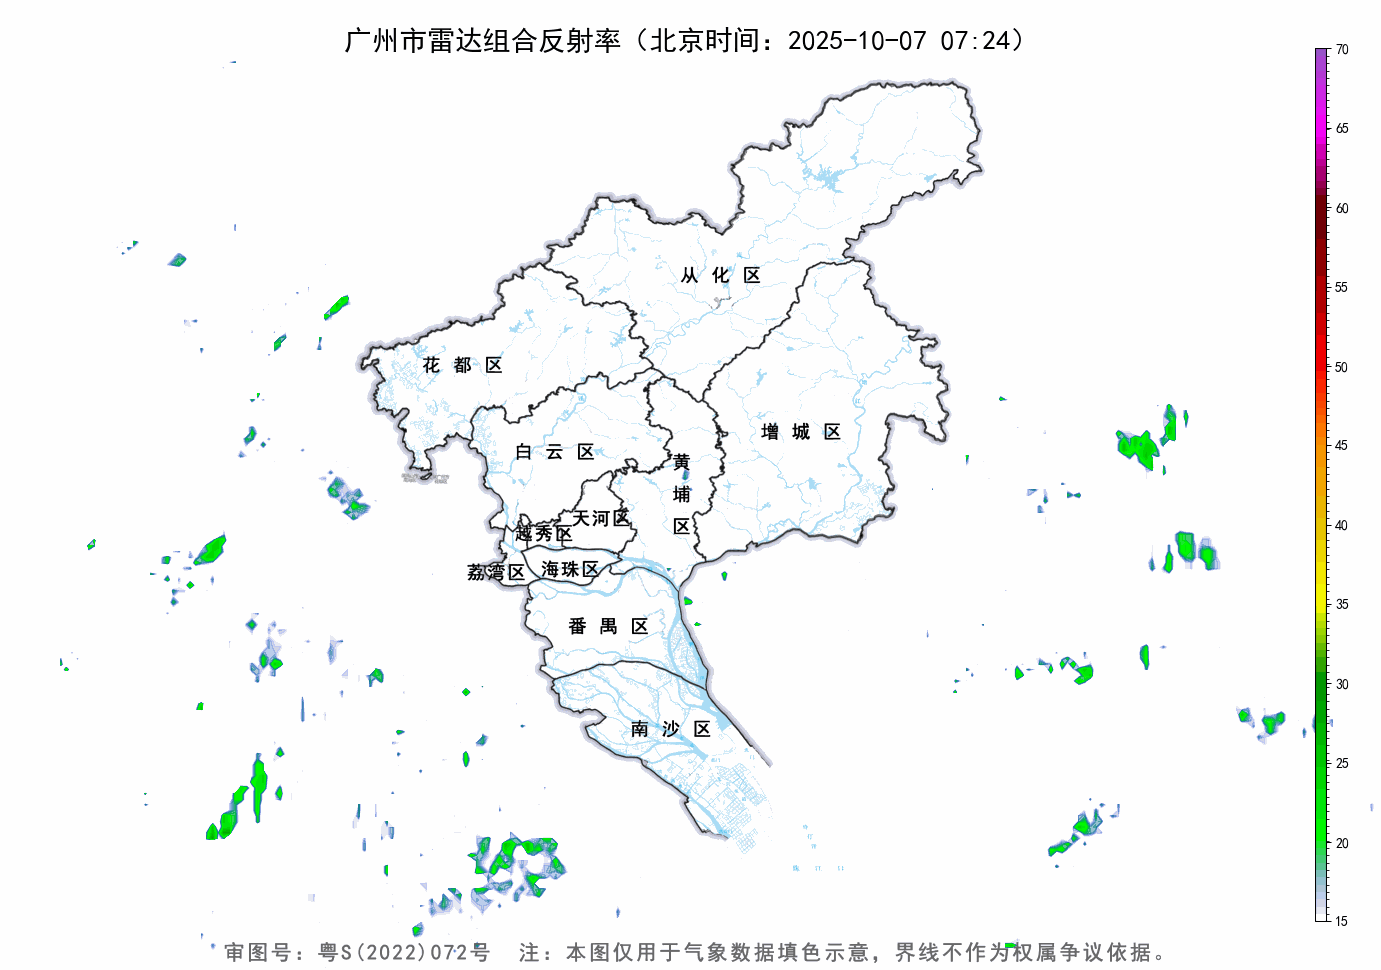 广州市雷达组合反射率（北京时间：2025-10-07 07:24）
70
65
60
55
50
45
40
35
30
25
20
15
从化区
花都区
增城区
白云区
黄埔区
天河区
越秀区
荔湾区
海珠区
番禺区
南沙区
审图号：粤S(2022)072号 注：本图仅用于气象数据填色示意，界线不作为权属争议依据。